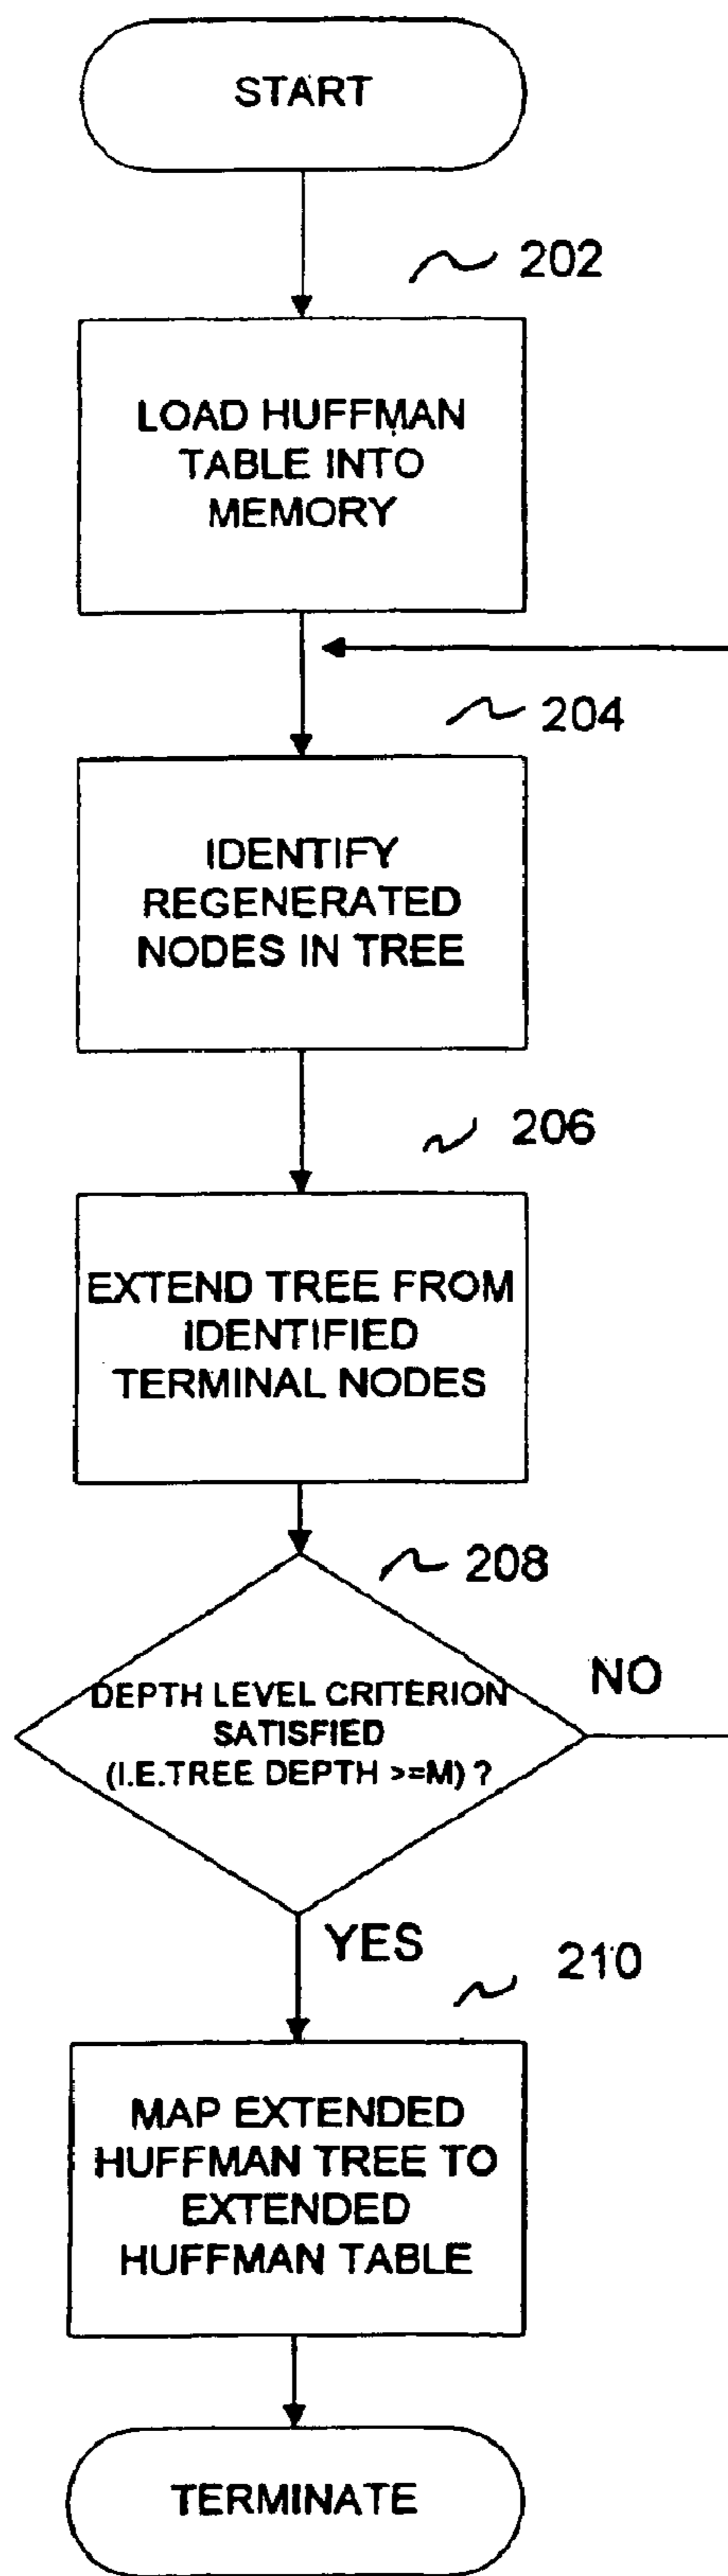 START
202
LOAD HUFFMAN
TABLE INTO
MEMORY
204
IDENTIFY
REGENERATED
NODES IN TREE
206
EXTEND TREE FROM
IDENTIFIED
TERMINAL NODES
208
DEPTH LEVEL CRITERION
SATISFIED
(I.E.TREE DEPTH >=M) ?
NO
YES
210
MAP EXTENDED
HUFFMAN TREE TO
EXTENDED
HUFFMAN TABLE
TERMINATE